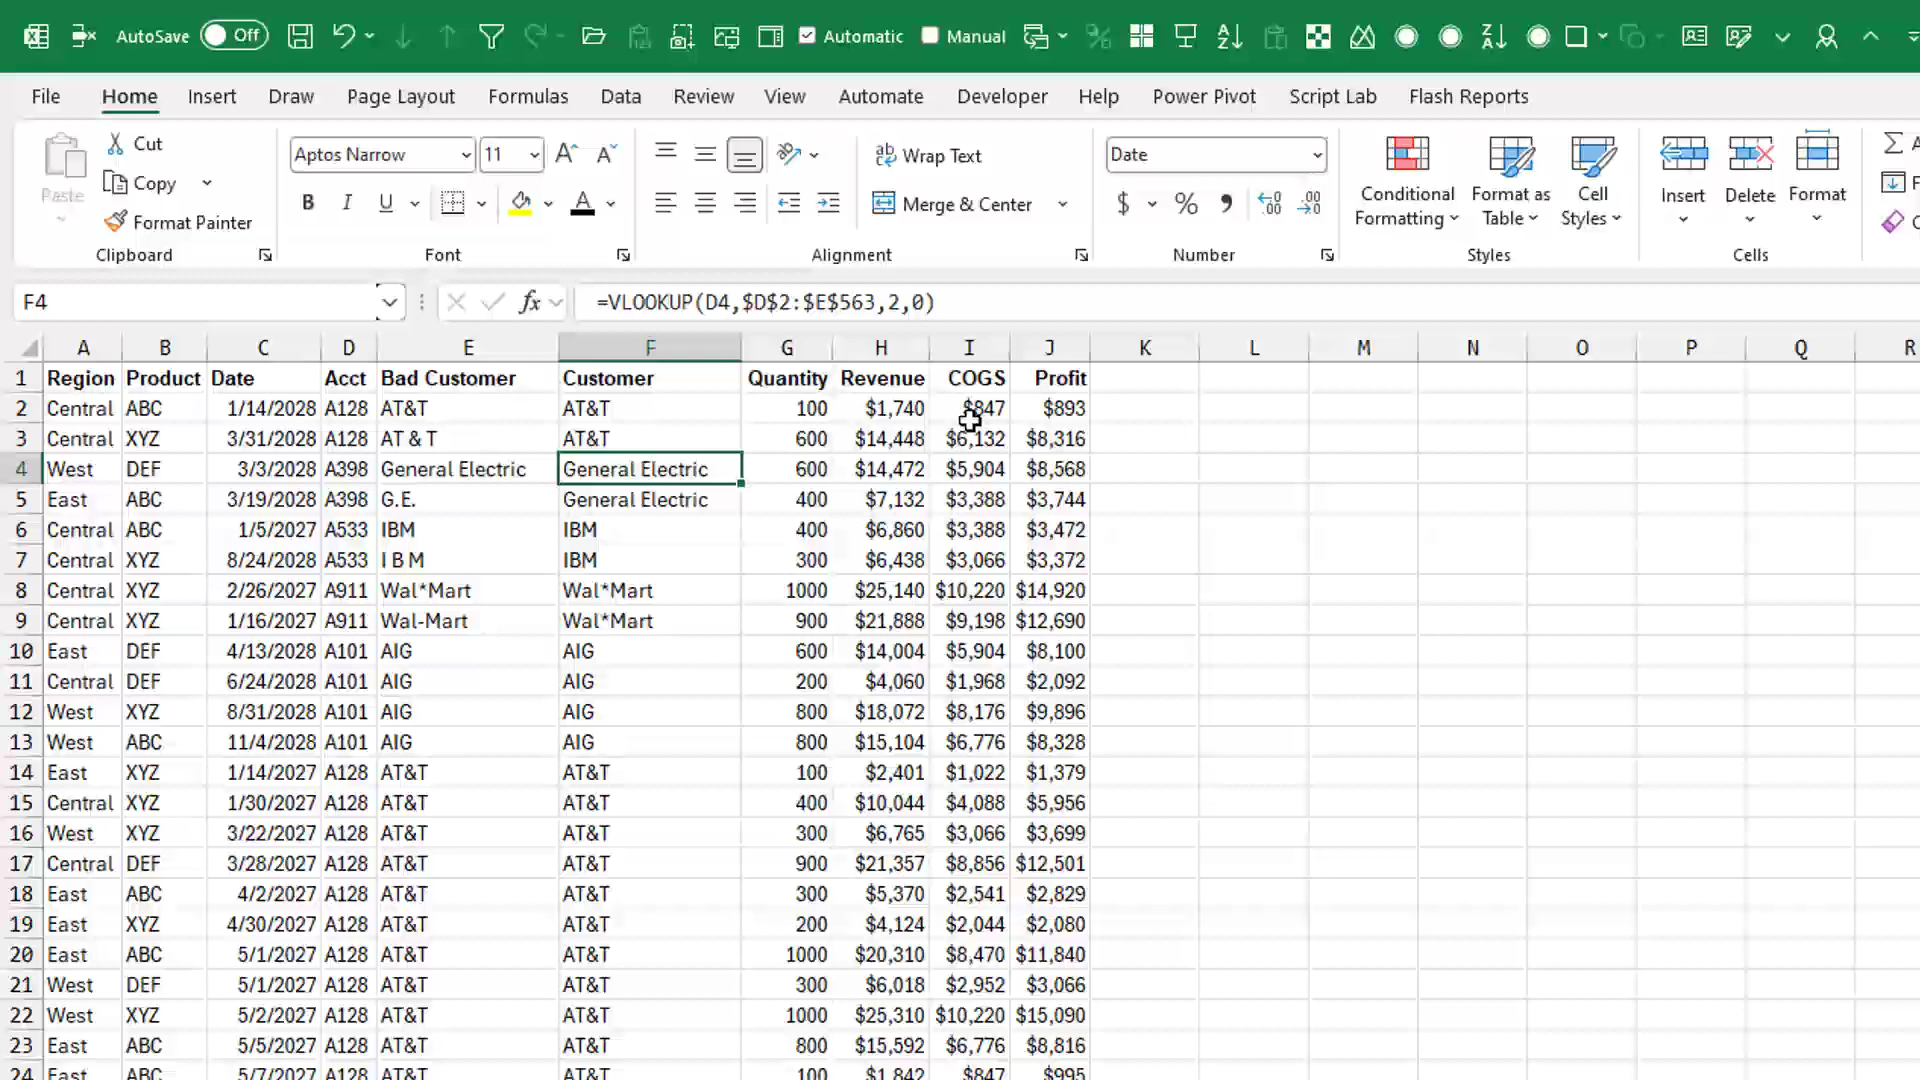 AutoSave Off Automatic Manual
File Home Insert Draw Page Layout Formulas Data Review View Automate Developer Help Power Pivot Script Lab Flash Reports
Paste
Cut
Copy
Format Painter
Clipboard
Aptos Narrow 11
B I U
Font
Wrap Text
Merge & Center
Alignment
Date
$ % 9
Number
Conditional Formatting
Format as Table
Cell Styles
Styles
Insert
Delete
Format
Cells
F4 fx =VLOOKUP(D4,$D$2:$E$563,2,0)
A B C D E F G H I J K L M N O P Q R
1 Region Product Date Acct Bad Customer Customer Quantity Revenue COGS Profit
2 Central ABC 1/14/2028 A128 AT&T AT&T 100 $1,740 $847 $893
3 Central XYZ 3/31/2028 A128 AT & T AT&T 600 $14,448 $6,132 $8,316
4 West DEF 3/3/2028 A398 General Electric General Electric 600 $14,472 $5,904 $8,568
5 East ABC 3/19/2028 A398 G.E. General Electric 400 $7,132 $3,388 $3,744
6 Central ABC 1/5/2027 A533 IBM IBM 400 $6,860 $3,388 $3,472
7 Central XYZ 8/24/2028 A533 I B M IBM 300 $6,438 $3,066 $3,372
8 Central XYZ 2/26/2027 A911 Wal*Mart Wal*Mart 1000 $25,140 $10,220 $14,920
9 Central XYZ 1/16/2027 A911 Wal-Mart Wal*Mart 900 $21,888 $9,198 $12,690
10 East DEF 4/13/2028 A101 AIG AIG 600 $14,004 $5,904 $8,100
11 Central DEF 6/24/2028 A101 AIG AIG 200 $4,060 $1,968 $2,092
12 West XYZ 8/31/2028 A101 AIG AIG 800 $18,072 $8,176 $9,896
13 West ABC 11/4/2028 A101 AIG AIG 800 $15,104 $6,776 $8,328
14 East XYZ 1/14/2027 A128 AT&T AT&T 100 $2,401 $1,022 $1,379
15 Central XYZ 1/30/2027 A128 AT&T AT&T 400 $10,044 $4,088 $5,956
16 West XYZ 3/22/2027 A128 AT&T AT&T 300 $6,765 $3,066 $3,699
17 Central DEF 3/28/2027 A128 AT&T AT&T 900 $21,357 $8,856 $12,501
18 East ABC 4/2/2027 A128 AT&T AT&T 300 $5,370 $2,541 $2,829
19 East XYZ 4/30/2027 A128 AT&T AT&T 200 $4,124 $2,044 $2,080
20 East ABC 5/1/2027 A128 AT&T AT&T 1000 $20,310 $8,470 $11,840
21 West DEF 5/1/2027 A128 AT&T AT&T 300 $6,018 $2,952 $3,066
22 West XYZ 5/2/2027 A128 AT&T AT&T 1000 $25,310 $10,220 $15,090
23 East ABC 5/5/2027 A128 AT&T AT&T 800 $15,592 $6,776 $8,816
24 East ABC 5/7/2027 A128 AT&T AT&T 100 $1,842 $847 $995